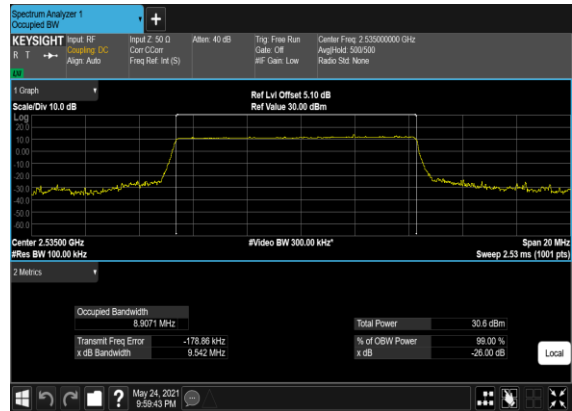 Spectrum Analyzer 1
Occupied BW
+
KEYSIGHT
R T
LV
Input: RF
Coupling: DC
Align: Auto
Input Z: 50 Ω
Corr CCorr
Freq Ref: Int (S)
Atten: 40 dB
Trig: Free Run
Gate: Off
#IF Gain: Low
Center Freq: 2.535000000 GHz
Avg|Hold: 500/500
Radio Std: None
1 Graph
Scale/Div 10.0 dB
Ref Lvl Offset 5.10 dB
Ref Value 30.00 dBm
Log
20.0
10.0
0.00
-10.0
-20.0
-30.0
-40.0
-50.0
-60.0
Center 2.53500 GHz
#Res BW 100.00 kHz
#Video BW 300.00 kHz*
Span 20 MHz
Sweep 2.53 ms (1001 pts)
2 Metrics
Occupied Bandwidth
8.9071 MHz
Transmit Freq Error -178.86 kHz
x dB Bandwidth 9.542 MHz
Total Power 30.6 dBm
% of OBW Power 99.00 %
x dB -26.00 dB
Local
?
May 24, 2021
9:59:43 PM